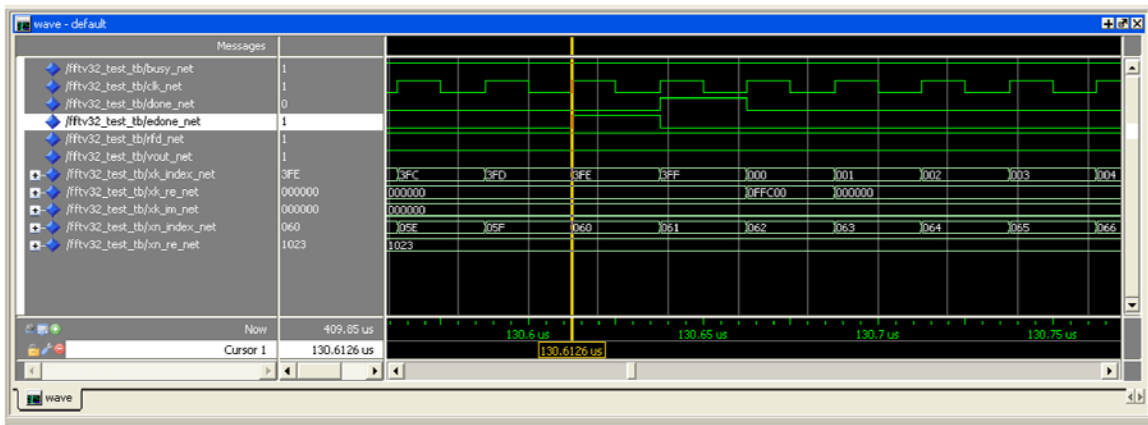 wave - default
Messages
/fftv32_test_tb/busy_net 1
/fftv32_test_tb/clk_net 1
/fftv32_test_tb/done_net 0
/fftv32_test_tb/edone_net 1
/fftv32_test_tb/rfd_net 1
/fftv32_test_tb/vout_net 1
/fftv32_test_tb/xk_index_net 3FE 3FC 3FD 3FE 3FF 000 001 002 003 004
/fftv32_test_tb/xk_re_net 000000 000000 0FFC00 000000
/fftv32_test_tb/xk_im_net 000000 000000
/fftv32_test_tb/xn_index_net 060 05E 05F 060 061 062 063 064 065 066
/fftv32_test_tb/xn_re_net 1023 1023
Now 409.85 us 130.6 us 130.65 us 130.7 us 130.75 us
Cursor 1 130.6126 us 130.6126 us
wave